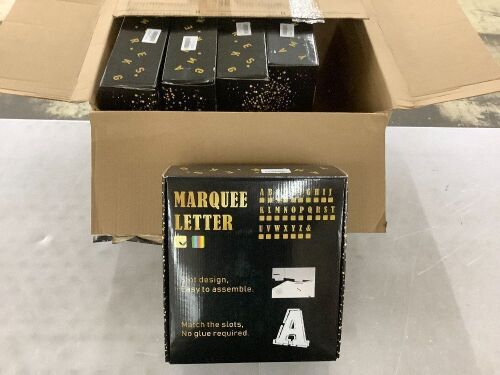 MARQUEE
LETTER
A B C D E F G H I J
K L M N O P Q R S T
U V W X Y Z &
Slot design,
Easy to assemble.
Match the slots,
No glue required.
A